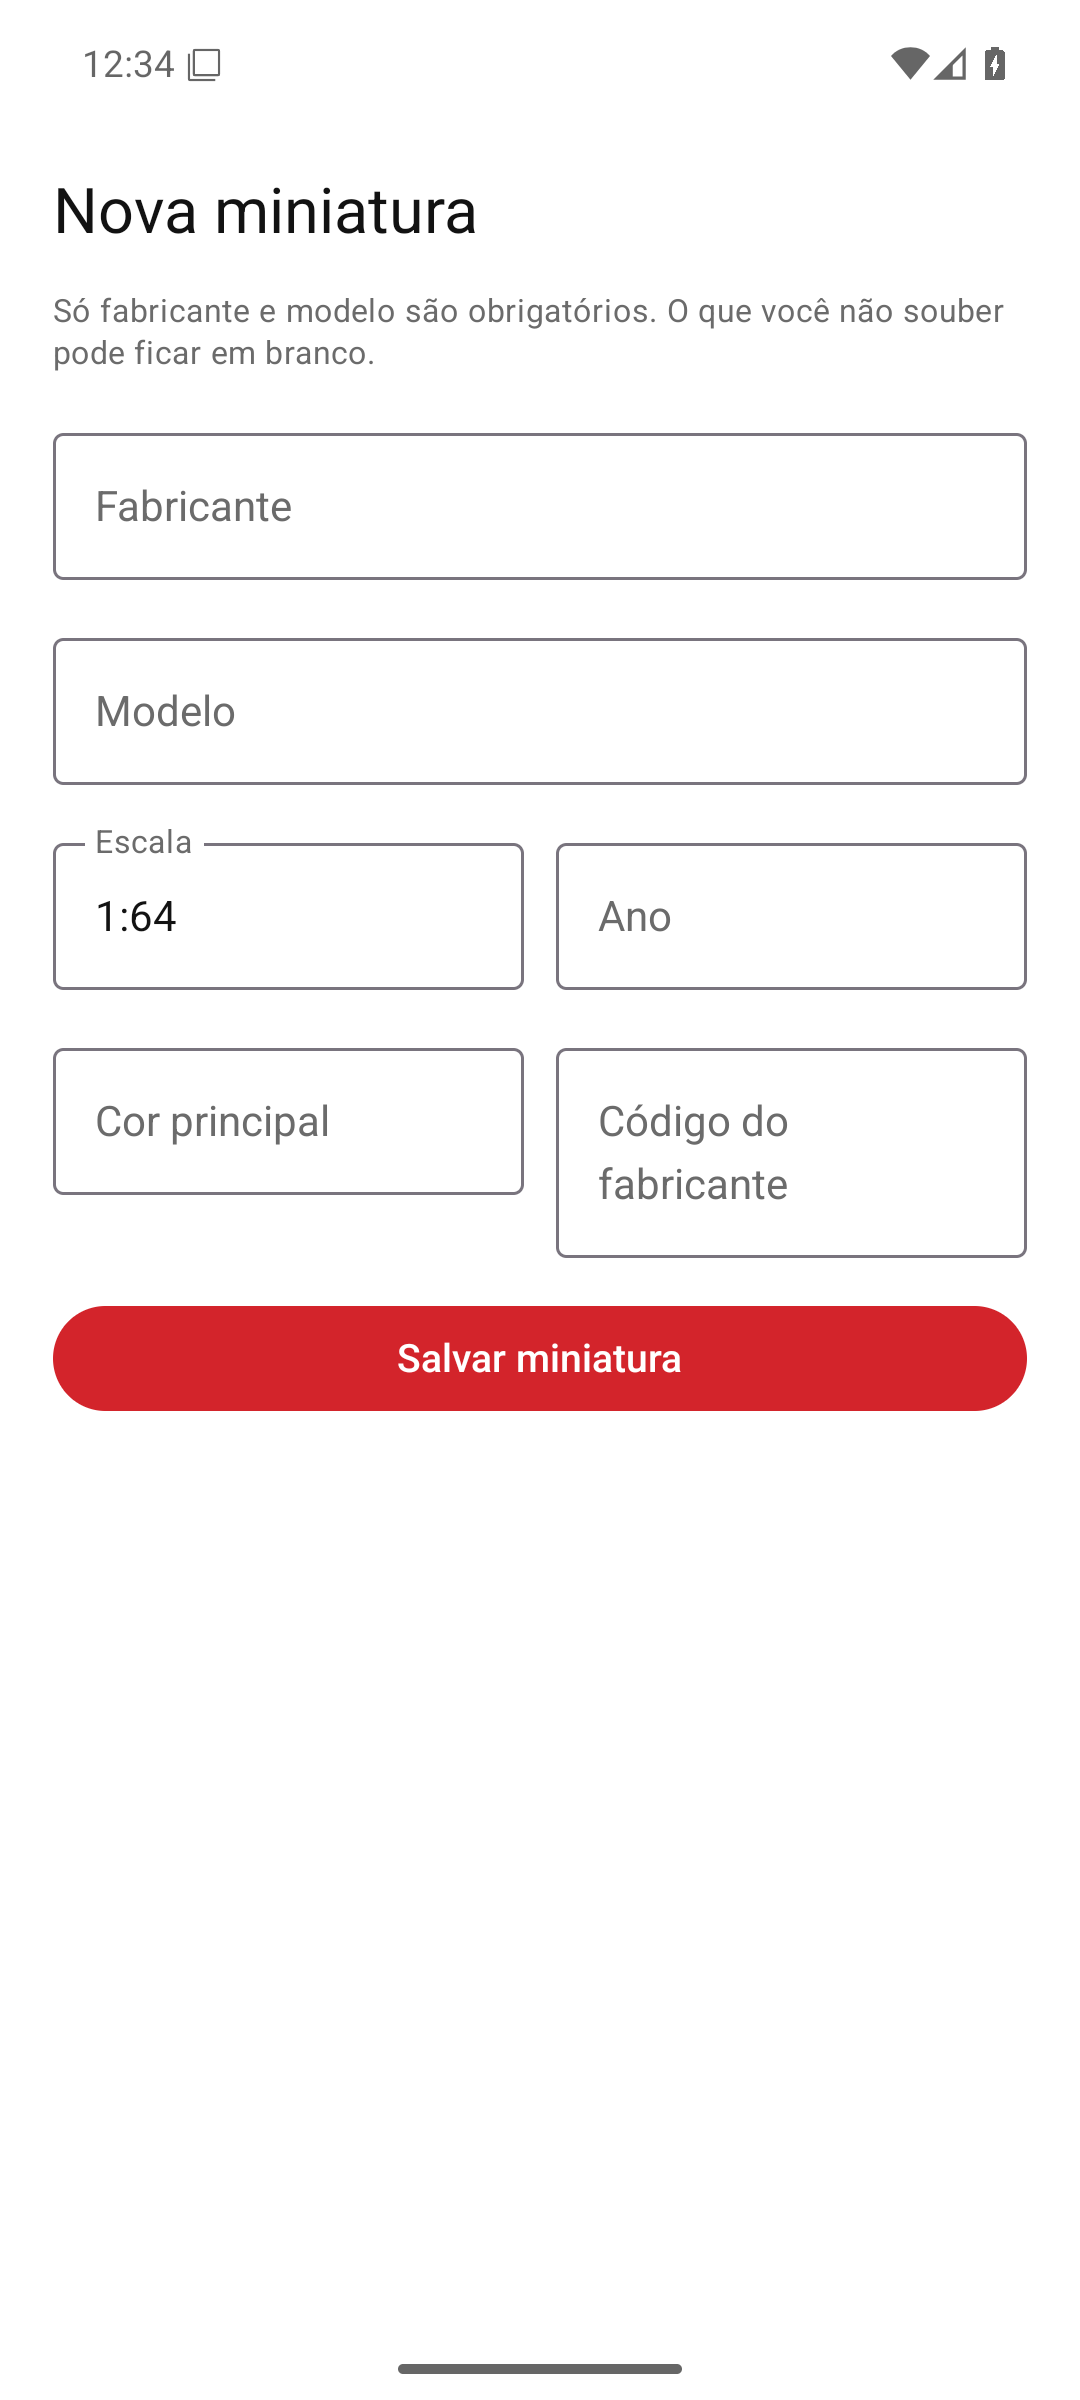 12:34
Nova miniatura
Só fabricante e modelo são obrigatórios. O que você não souber
pode ficar em branco.
Fabricante
Modelo
Escala
1:64
Ano
Cor principal
Código do
fabricante
Salvar miniatura